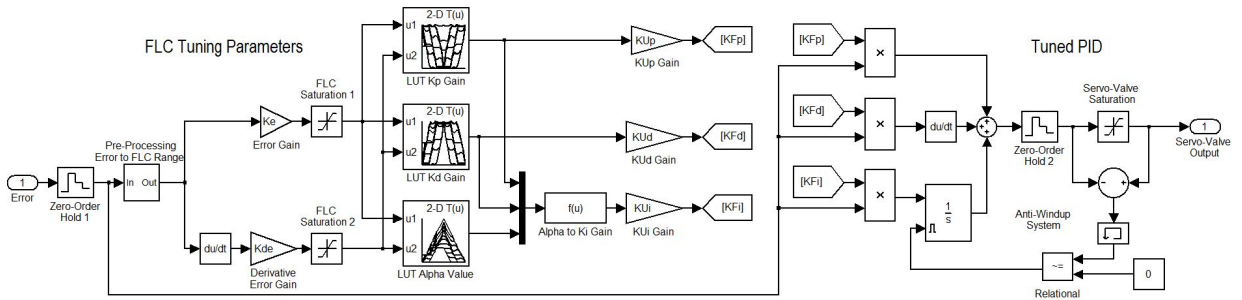 FLC Tuning Parameters
Tuned PID
1
Error
Zero-Order
Hold 1
Pre-Processing
Error to FLC Range
In Out
Ke
Error Gain
FLC
Saturation 1
du/dt
Kde
Derivative
Error Gain
FLC
Saturation 2
2-D T(u)
u1
u2
LUT Kp Gain
2-D T(u)
u1
u2
LUT Kd Gain
2-D T(u)
u1
u2
LUT Alpha Value
f(u)
Alpha to Ki Gain
KUp
KUp Gain
[KFp]
KUd
KUd Gain
[KFd]
KUi
KUi Gain
[KFi]
[KFp]
×
[KFd]
×
du/dt
[KFi]
×
1
s
+
+
+
Zero-Order
Hold 2
Servo-Valve
Saturation
1
Servo-Valve
Output
−
+
Anti-Windup
System
~=
Relational
0